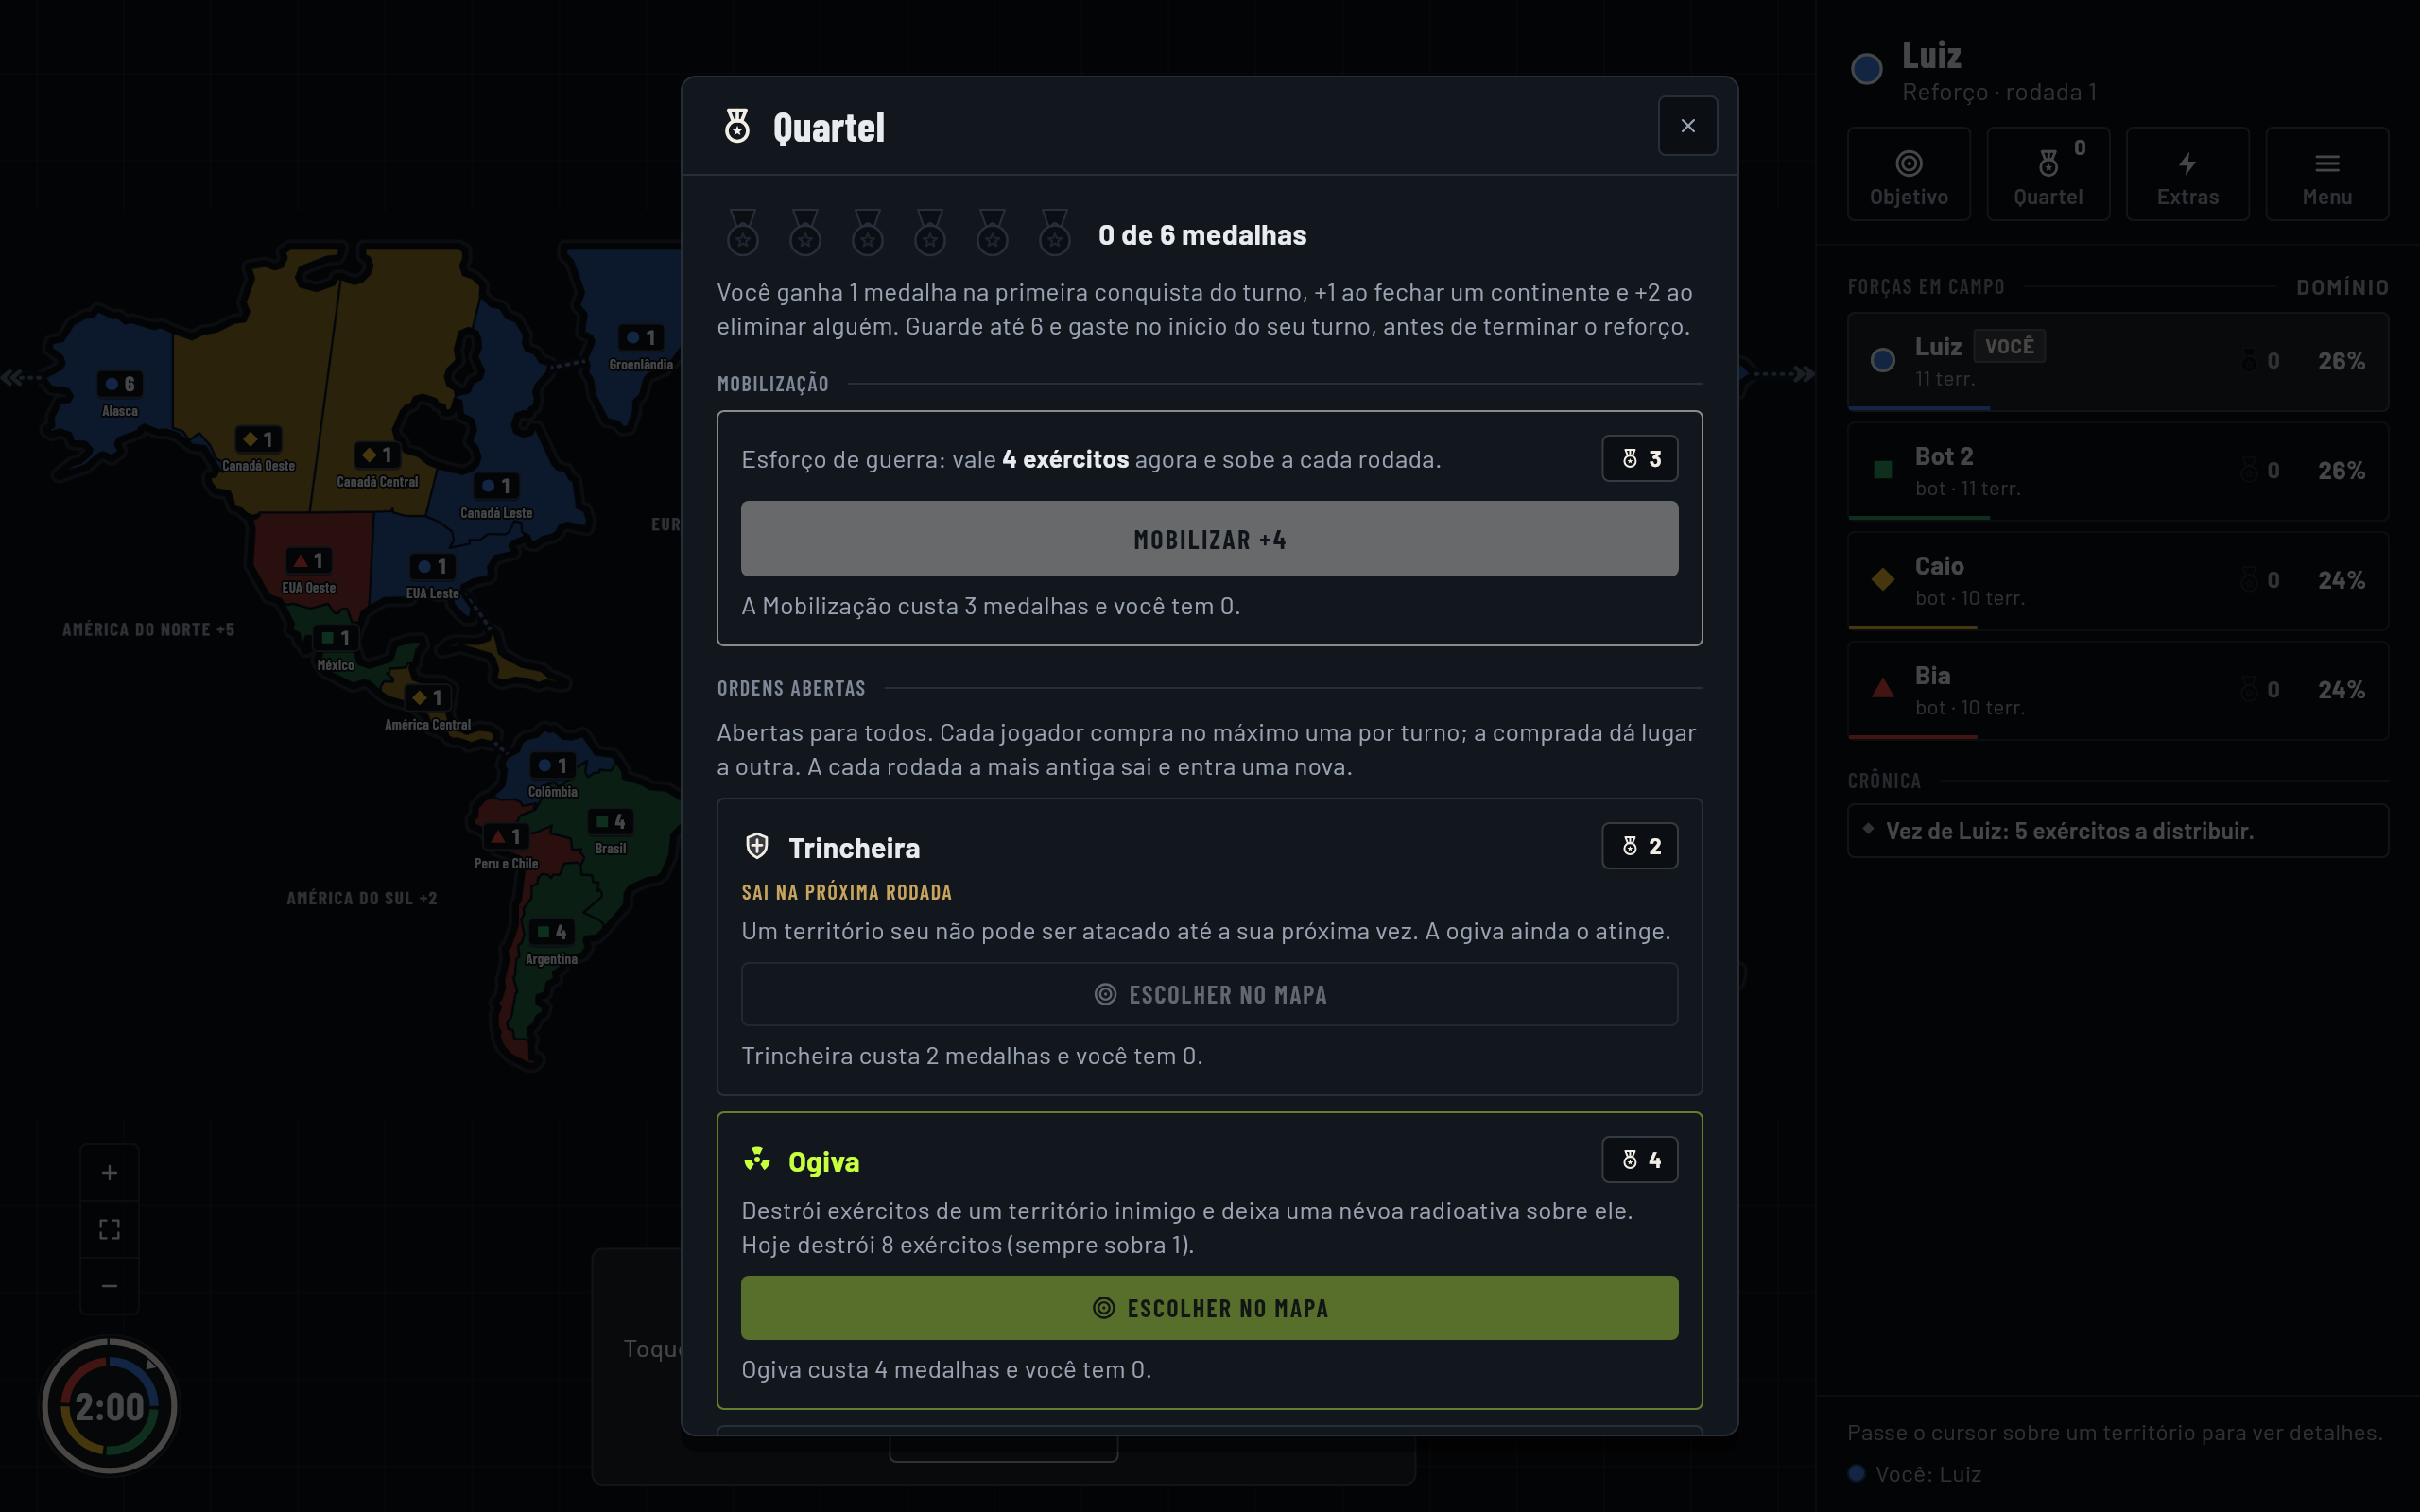 Quartel
0 de 6 medalhas
Você ganha 1 medalha na primeira conquista do turno, +1 ao fechar um continente e +2 ao
eliminar alguém. Guarde até 6 e gaste no início do seu turno, antes de terminar o reforço.
MOBILIZAÇÃO
Esforço de guerra: vale 4 exércitos agora e sobe a cada rodada.
3
MOBILIZAR +4
A Mobilização custa 3 medalhas e você tem 0.
ORDENS ABERTAS
Abertas para todos. Cada jogador compra no máximo uma por turno; a comprada dá lugar
a outra. A cada rodada a mais antiga sai e entra uma nova.
Trincheira
2
SAI NA PRÓXIMA RODADA
Um território seu não pode ser atacado até a sua próxima vez. A ogiva ainda o atinge.
ESCOLHER NO MAPA
Trincheira custa 2 medalhas e você tem 0.
Ogiva
4
Destrói exércitos de um território inimigo e deixa uma névoa radioativa sobre ele.
Hoje destrói 8 exércitos (sempre sobra 1).
ESCOLHER NO MAPA
Ogiva custa 4 medalhas e você tem 0.
6
Alasca
1
Canadá Oeste
1
Canadá Central
1
Canadá Leste
1
Groenlândia
EUR
1
EUA Oeste
1
EUA Leste
AMÉRICA DO NORTE +5
1
México
1
América Central
1
Colômbia
1
Peru e Chile
4
Brasil
AMÉRICA DO SUL +2
4
Argentina
+
−
2:00
Toque
Luiz
Reforço · rodada 1
Objetivo
0
Quartel
Extras
Menu
FORÇAS EM CAMPO
DOMÍNIO
Luiz VOCÊ
11 terr.
0
26%
Bot 2
bot · 11 terr.
0
26%
Caio
bot · 10 terr.
0
24%
Bia
bot · 10 terr.
0
24%
CRÔNICA
Vez de Luiz: 5 exércitos a distribuir.
Passe o cursor sobre um território para ver detalhes.
Você: Luiz